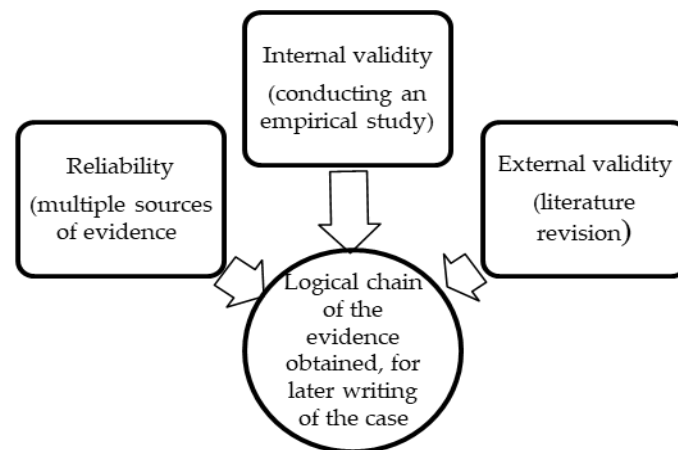 Internal validity
(conducting an
empirical study)
Reliability
(multiple sources
of evidence
External validity
(literature
revision)
Logical chain
of the
evidence
obtained, for
later writing
of the case